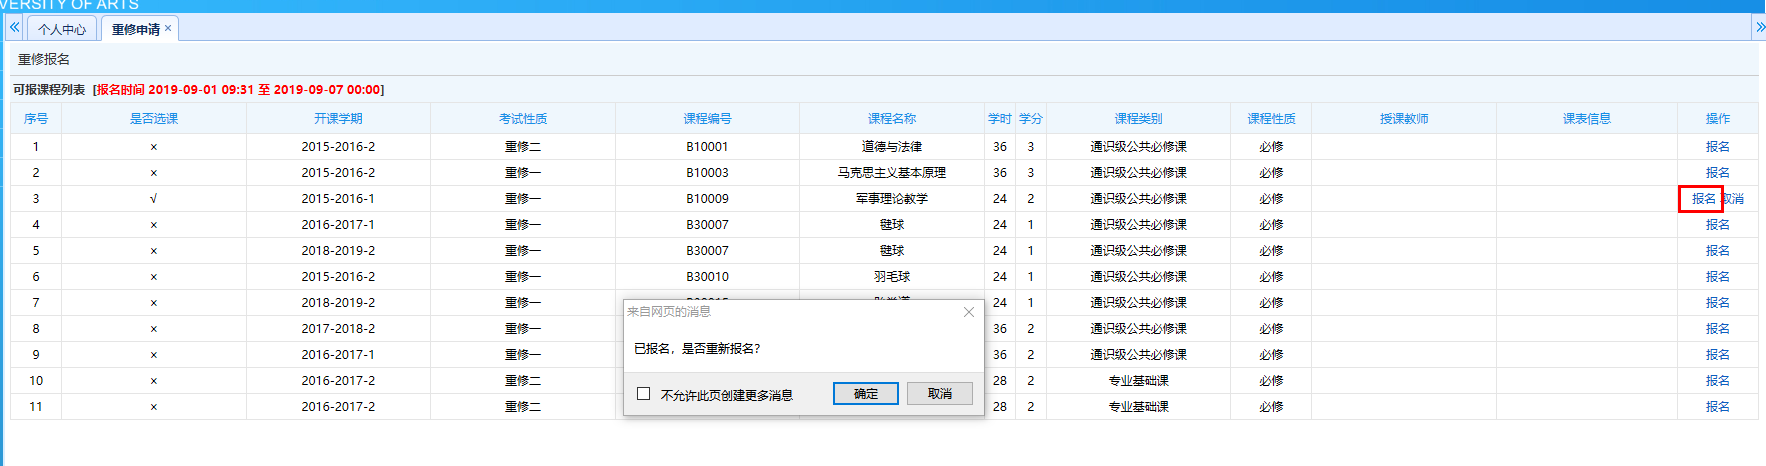 VERSITY OF ARTS
个人中心 重修申请 ×
重修报名
可报课程列表 [报名时间 2019-09-01 09:31 至 2019-09-07 00:00]
序号 是否选课 开课学期 考试性质 课程编号 课程名称 学时 学分 课程类别 课程性质 授课教师 课表信息 操作
1 × 2015-2016-2 重修二 B10001 道德与法律 36 3 通识级公共必修课 必修 报名
2 × 2015-2016-2 重修一 B10003 马克思主义基本原理 36 3 通识级公共必修课 必修 报名
3 √ 2015-2016-1 重修一 B10009 军事理论教学 24 2 通识级公共必修课 必修 报名 取消
4 × 2016-2017-1 重修一 B30007 毽球 24 1 通识级公共必修课 必修 报名
5 × 2018-2019-2 重修一 B30007 毽球 24 1 通识级公共必修课 必修 报名
6 × 2015-2016-2 重修一 B30010 羽毛球 24 1 通识级公共必修课 必修 报名
7 × 2018-2019-2 重修一 24 1 通识级公共必修课 必修 报名
8 × 2017-2018-2 重修一 36 2 通识级公共必修课 必修 报名
9 × 2016-2017-1 重修一 36 2 通识级公共必修课 必修 报名
10 × 2016-2017-2 重修二 28 2 专业基础课 必修 报名
11 × 2016-2017-2 重修二 28 2 专业基础课 必修 报名
来自网页的消息
已报名，是否重新报名?
不允许此页创建更多消息 确定 取消